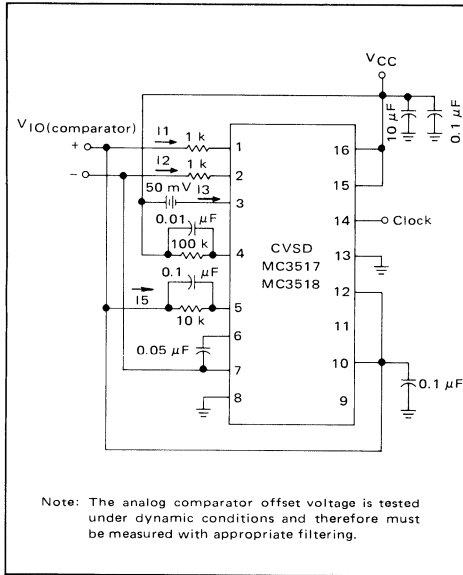 VCC
10 µF
0.1 µF
VIO(comparator)
+
I1
1 k
1
16
I2
1 k
-
2
50 mV
I3
3
15
0.01 µF
100 k
4
14
Clock
CVSD
MC3517
MC3518
13
0.1 µF
I5
10 k
5
12
6
11
0.05 µF
7
10
0.1 µF
8
9
Note: The analog comparator offset voltage is tested
under dynamic conditions and therefore must
be measured with appropriate filtering.